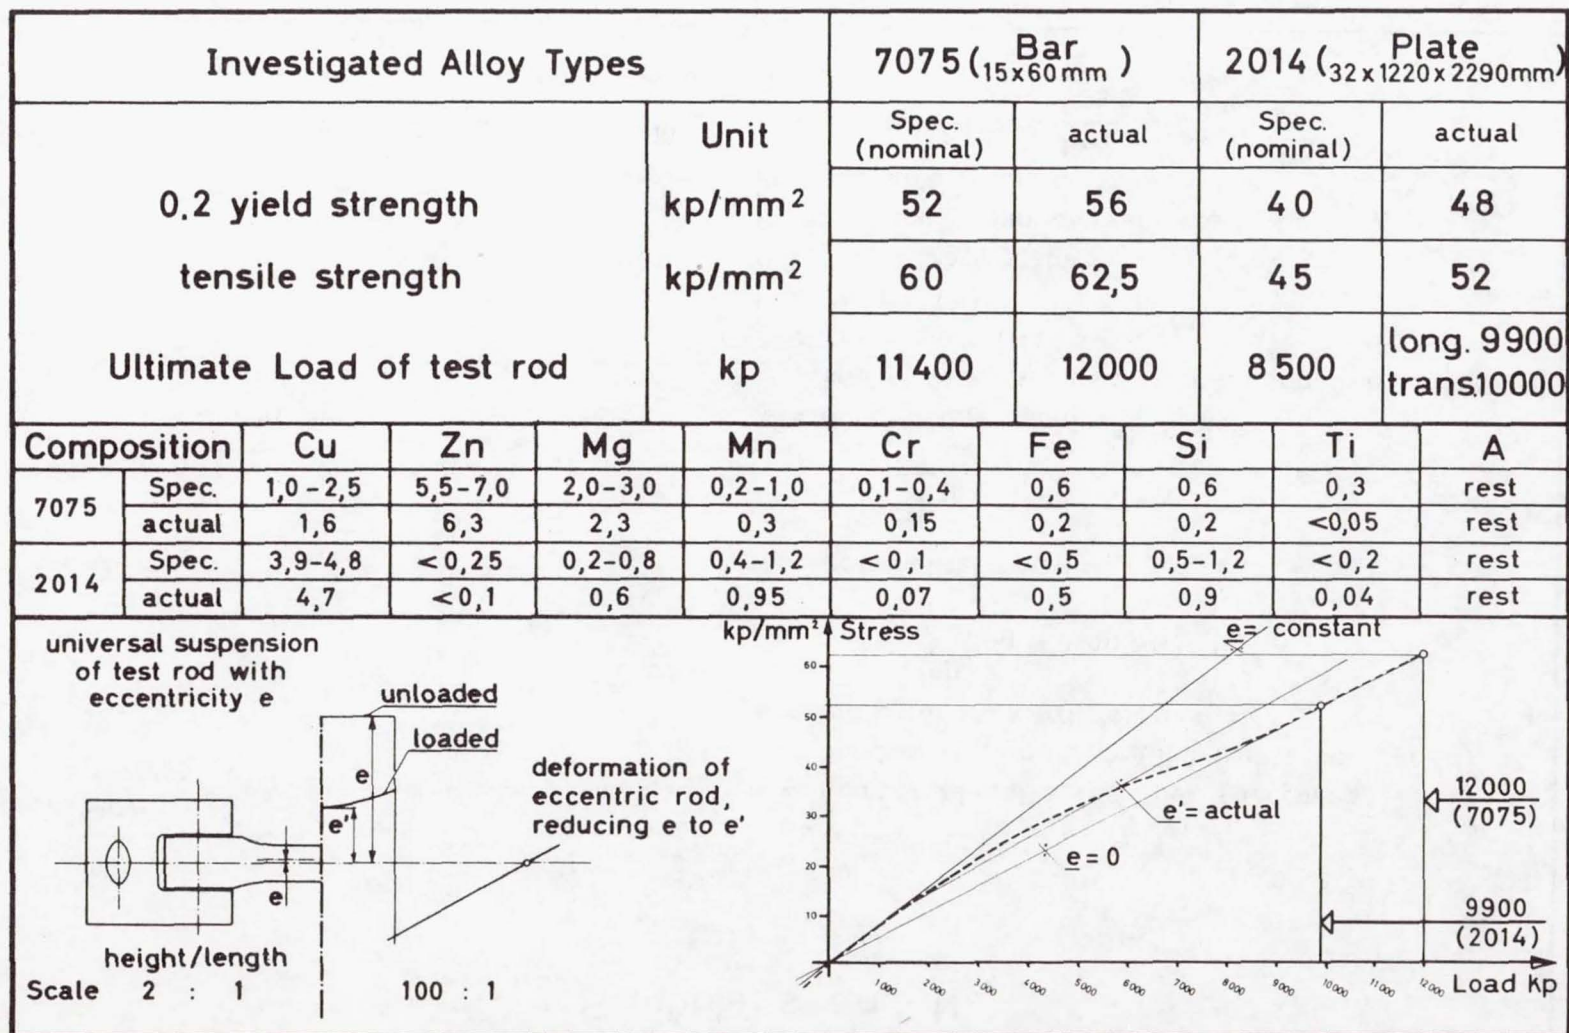 Investigated Alloy Types 7075 (Bar 15x60mm) 2014 (Plate 32x1220x2290mm)
Unit Spec. (nominal) actual Spec. (nominal) actual
0.2 yield strength kp/mm² 52 56 40 48
tensile strength kp/mm² 60 62,5 45 52
Ultimate Load of test rod kp 11400 12000 8500 long. 9900 trans.10000
Composition Cu Zn Mg Mn Cr Fe Si Ti A
7075 Spec. 1,0-2,5 5,5-7,0 2,0-3,0 0,2-1,0 0,1-0,4 0,6 0,6 0,3 rest
actual 1,6 6,3 2,3 0,3 0,15 0,2 0,2 <0,05 rest
2014 Spec. 3,9-4,8 <0,25 0,2-0,8 0,4-1,2 <0,1 <0,5 0,5-1,2 <0,2 rest
actual 4,7 <0,1 0,6 0,95 0,07 0,5 0,9 0,04 rest
universal suspension
of test rod with
eccentricity e
unloaded
loaded
e
e'
deformation of
eccentric rod,
reducing e to e'
e
height/length
Scale 2 : 1 100 : 1
kp/mm² Stress
e = constant
60
50
40
30
20
10
e' = actual
e = 0
12000
(7075)
9900
(2014)
1000 2000 3000 4000 5000 6000 7000 8000 9000 10000 11000 12000 Load kp